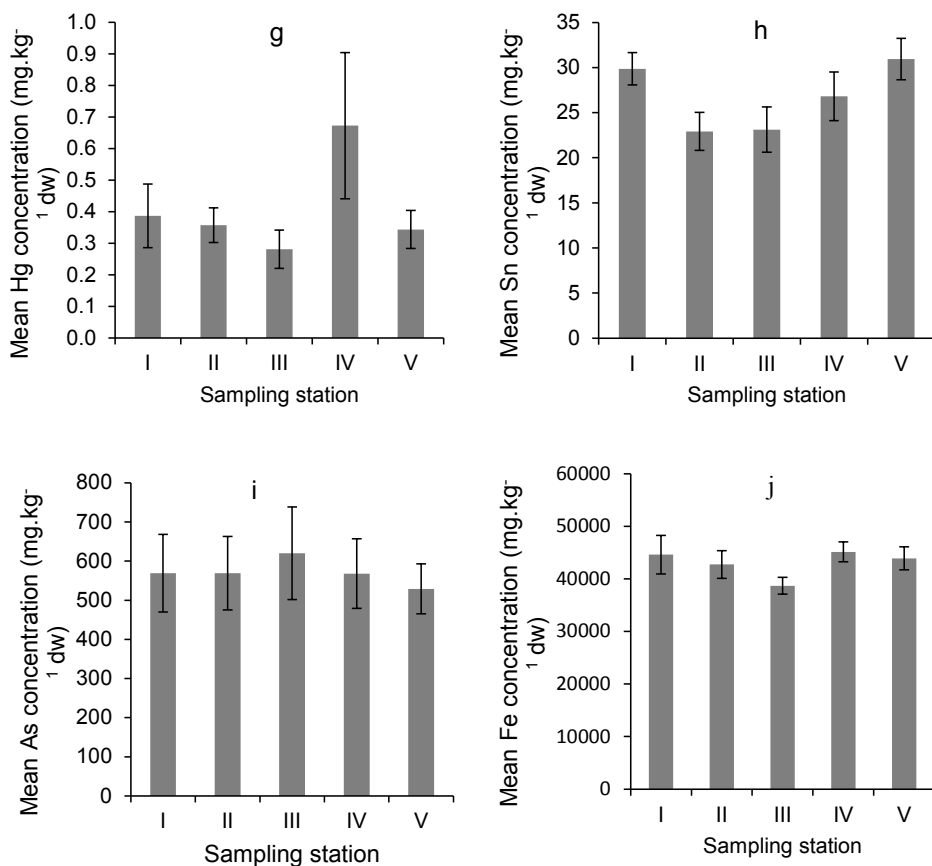 g
Mean Hg concentration (mg.kg-
1 dw)
1.0
0.9
0.8
0.7
0.6
0.5
0.4
0.3
0.2
0.1
0.0
I II III IV V
Sampling station
h
Mean Sn concentration (mg.kg-
1 dw)
35
30
25
20
15
10
5
0
I II III IV V
Sampling station
i
Mean As concentration (mg.kg-
1 dw)
800
700
600
500
400
300
200
100
0
I II III IV V
Sampling station
j
Mean Fe concentration (mg.kg-
1 dw)
60000
50000
40000
30000
20000
10000
0
I II III IV V
Sampling station